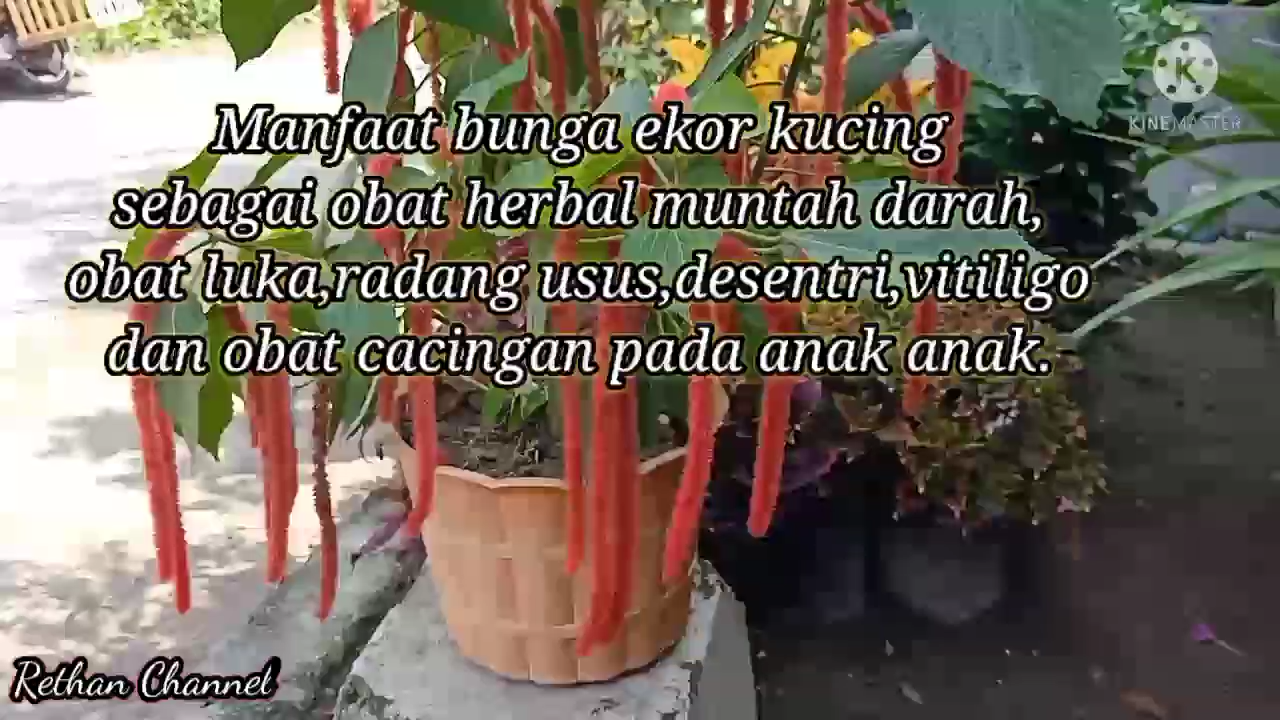 Manfaat bunga ekor kucing
sebagai obat herbal muntah darah,
obat luka,radang usus,desentri,vitiligo
dan obat cacingan pada anak anak.
K
KINEMASTER
Rethan Channel